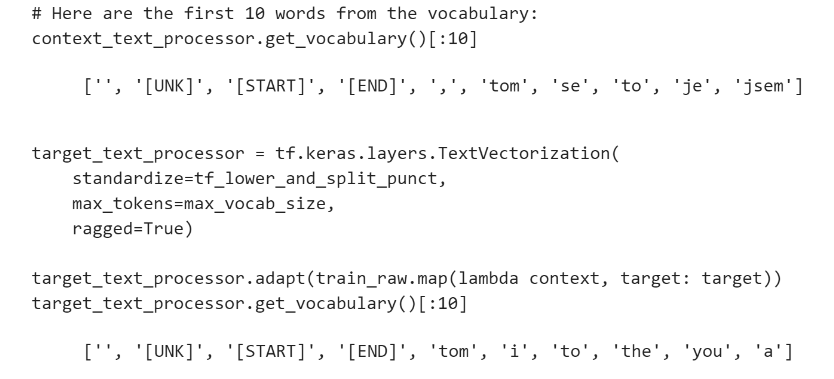 # Here are the first 10 words from the vocabulary:
context_text_processor.get_vocabulary()[:10]
['', '[UNK]', '[START]', '[END]', ',', 'tom', 'se', 'to', 'je', 'jsem']
target_text_processor = tf.keras.layers.TextVectorization(
    standardize=tf_lower_and_split_punct,
    max_tokens=max_vocab_size,
    ragged=True)
target_text_processor.adapt(train_raw.map(lambda context, target: target))
target_text_processor.get_vocabulary()[:10]
['', '[UNK]', '[START]', '[END]', 'tom', 'i', 'to', 'the', 'you', 'a']